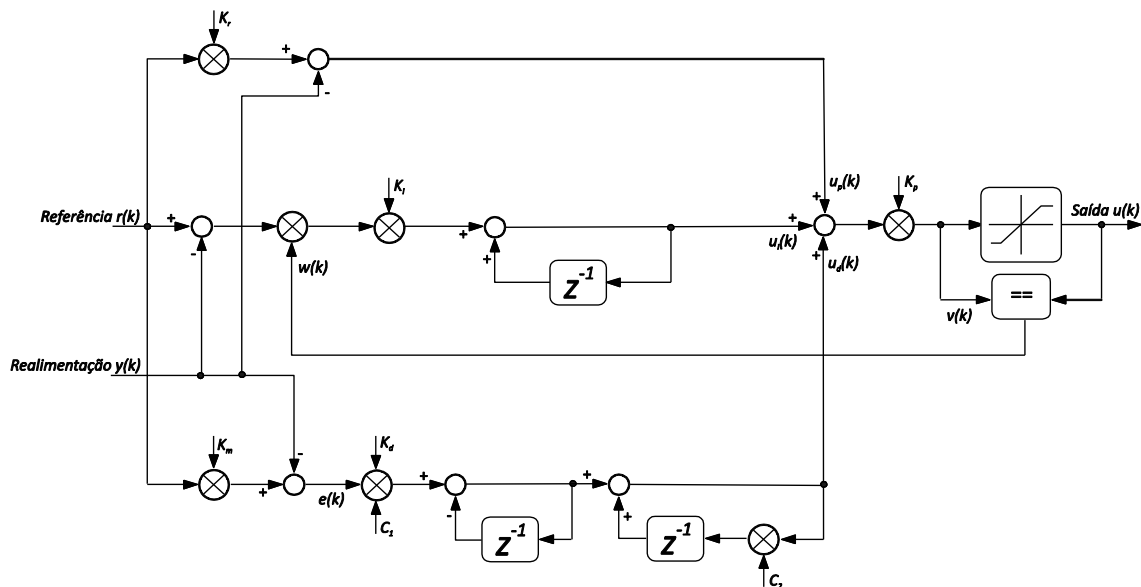 Kr
+
-
Kp
up(k)
+
Ki
Referência r(k)
+
-
w(k)
+
+
Z-1
+
ui(k)
+
ud(k)
Saída u(k)
v(k)
==
Realimentação y(k)
Km
-
+
e(k)
Kd
C1
+
-
Z-1
+
+
Z-1
C2